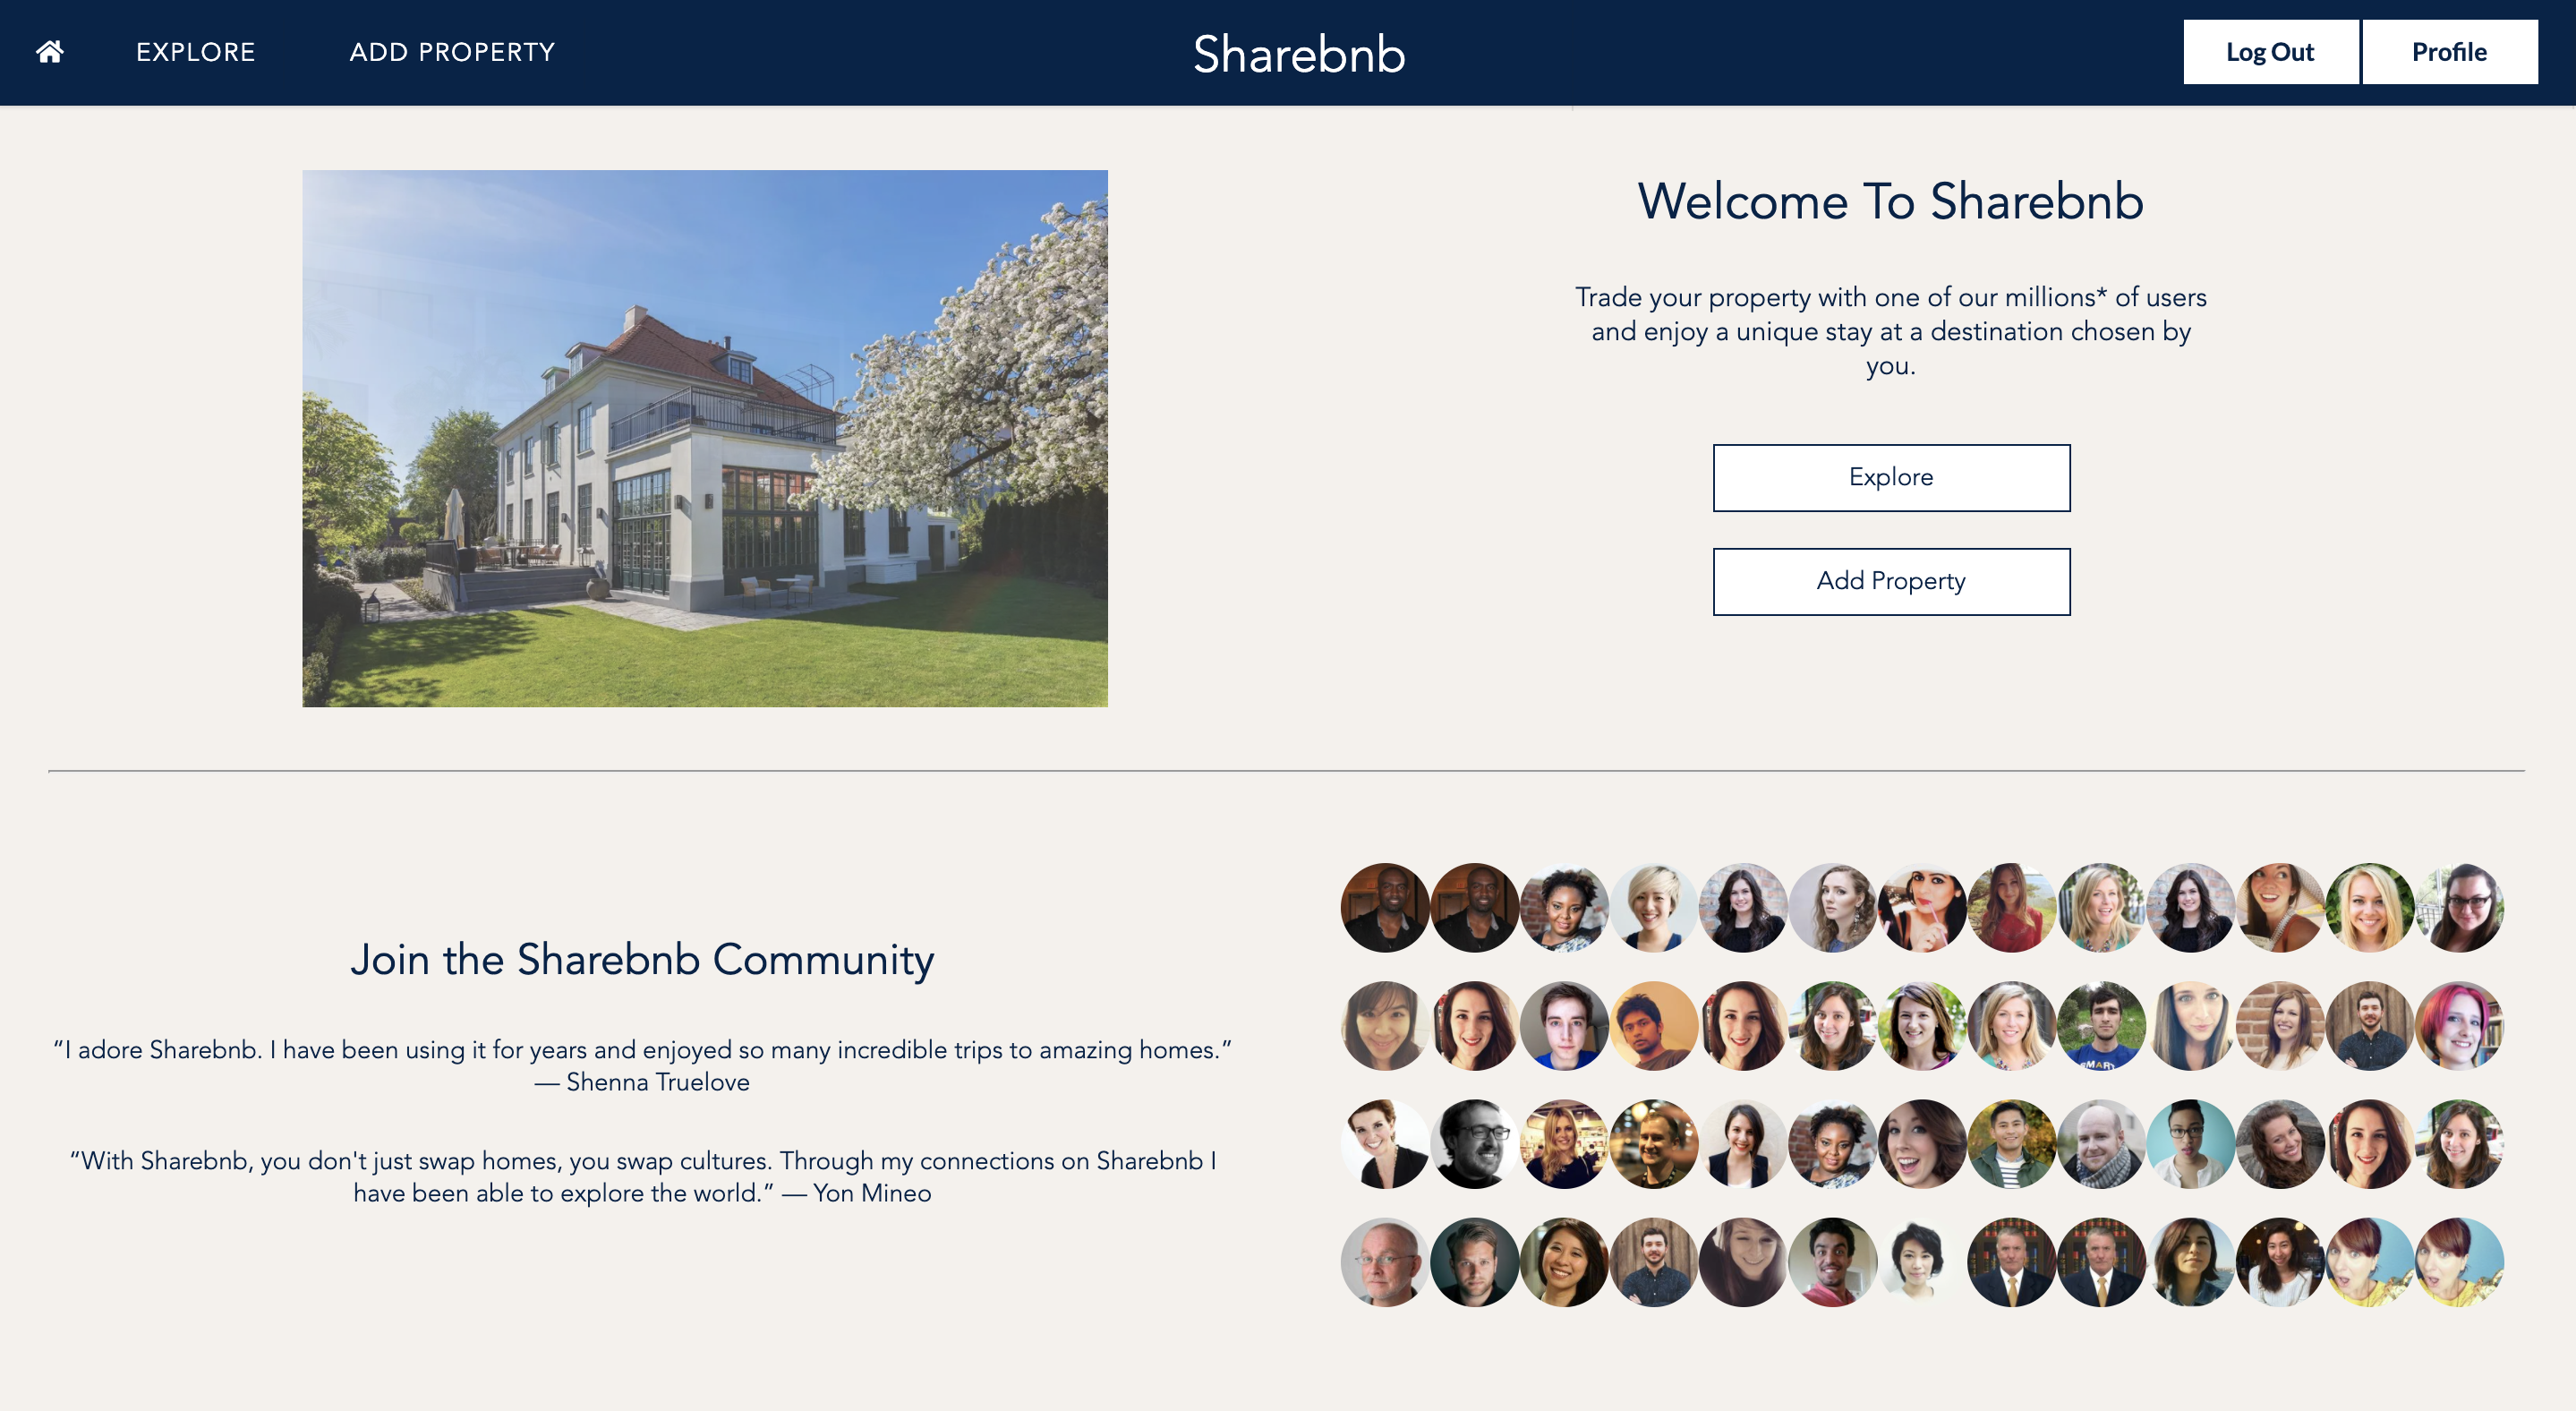 EXPLORE
ADD PROPERTY
Sharebnb
Log Out
Profile
Welcome To Sharebnb
Trade your property with one of our millions* of users
and enjoy a unique stay at a destination chosen by
you.
Explore
Add Property
Join the Sharebnb Community
“I adore Sharebnb. I have been using it for years and enjoyed so many incredible trips to amazing homes.”
— Shenna Truelove
“With Sharebnb, you don't just swap homes, you swap cultures. Through my connections on Sharebnb I
have been able to explore the world.” — Yon Mineo